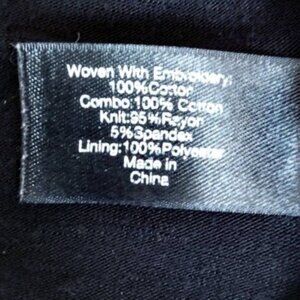 Woven With Embroidery:
100%Cotton
Combo:100% Cotton
Knit:95%Rayon
5%Spandex
Lining:100%Polyester
Made in
China